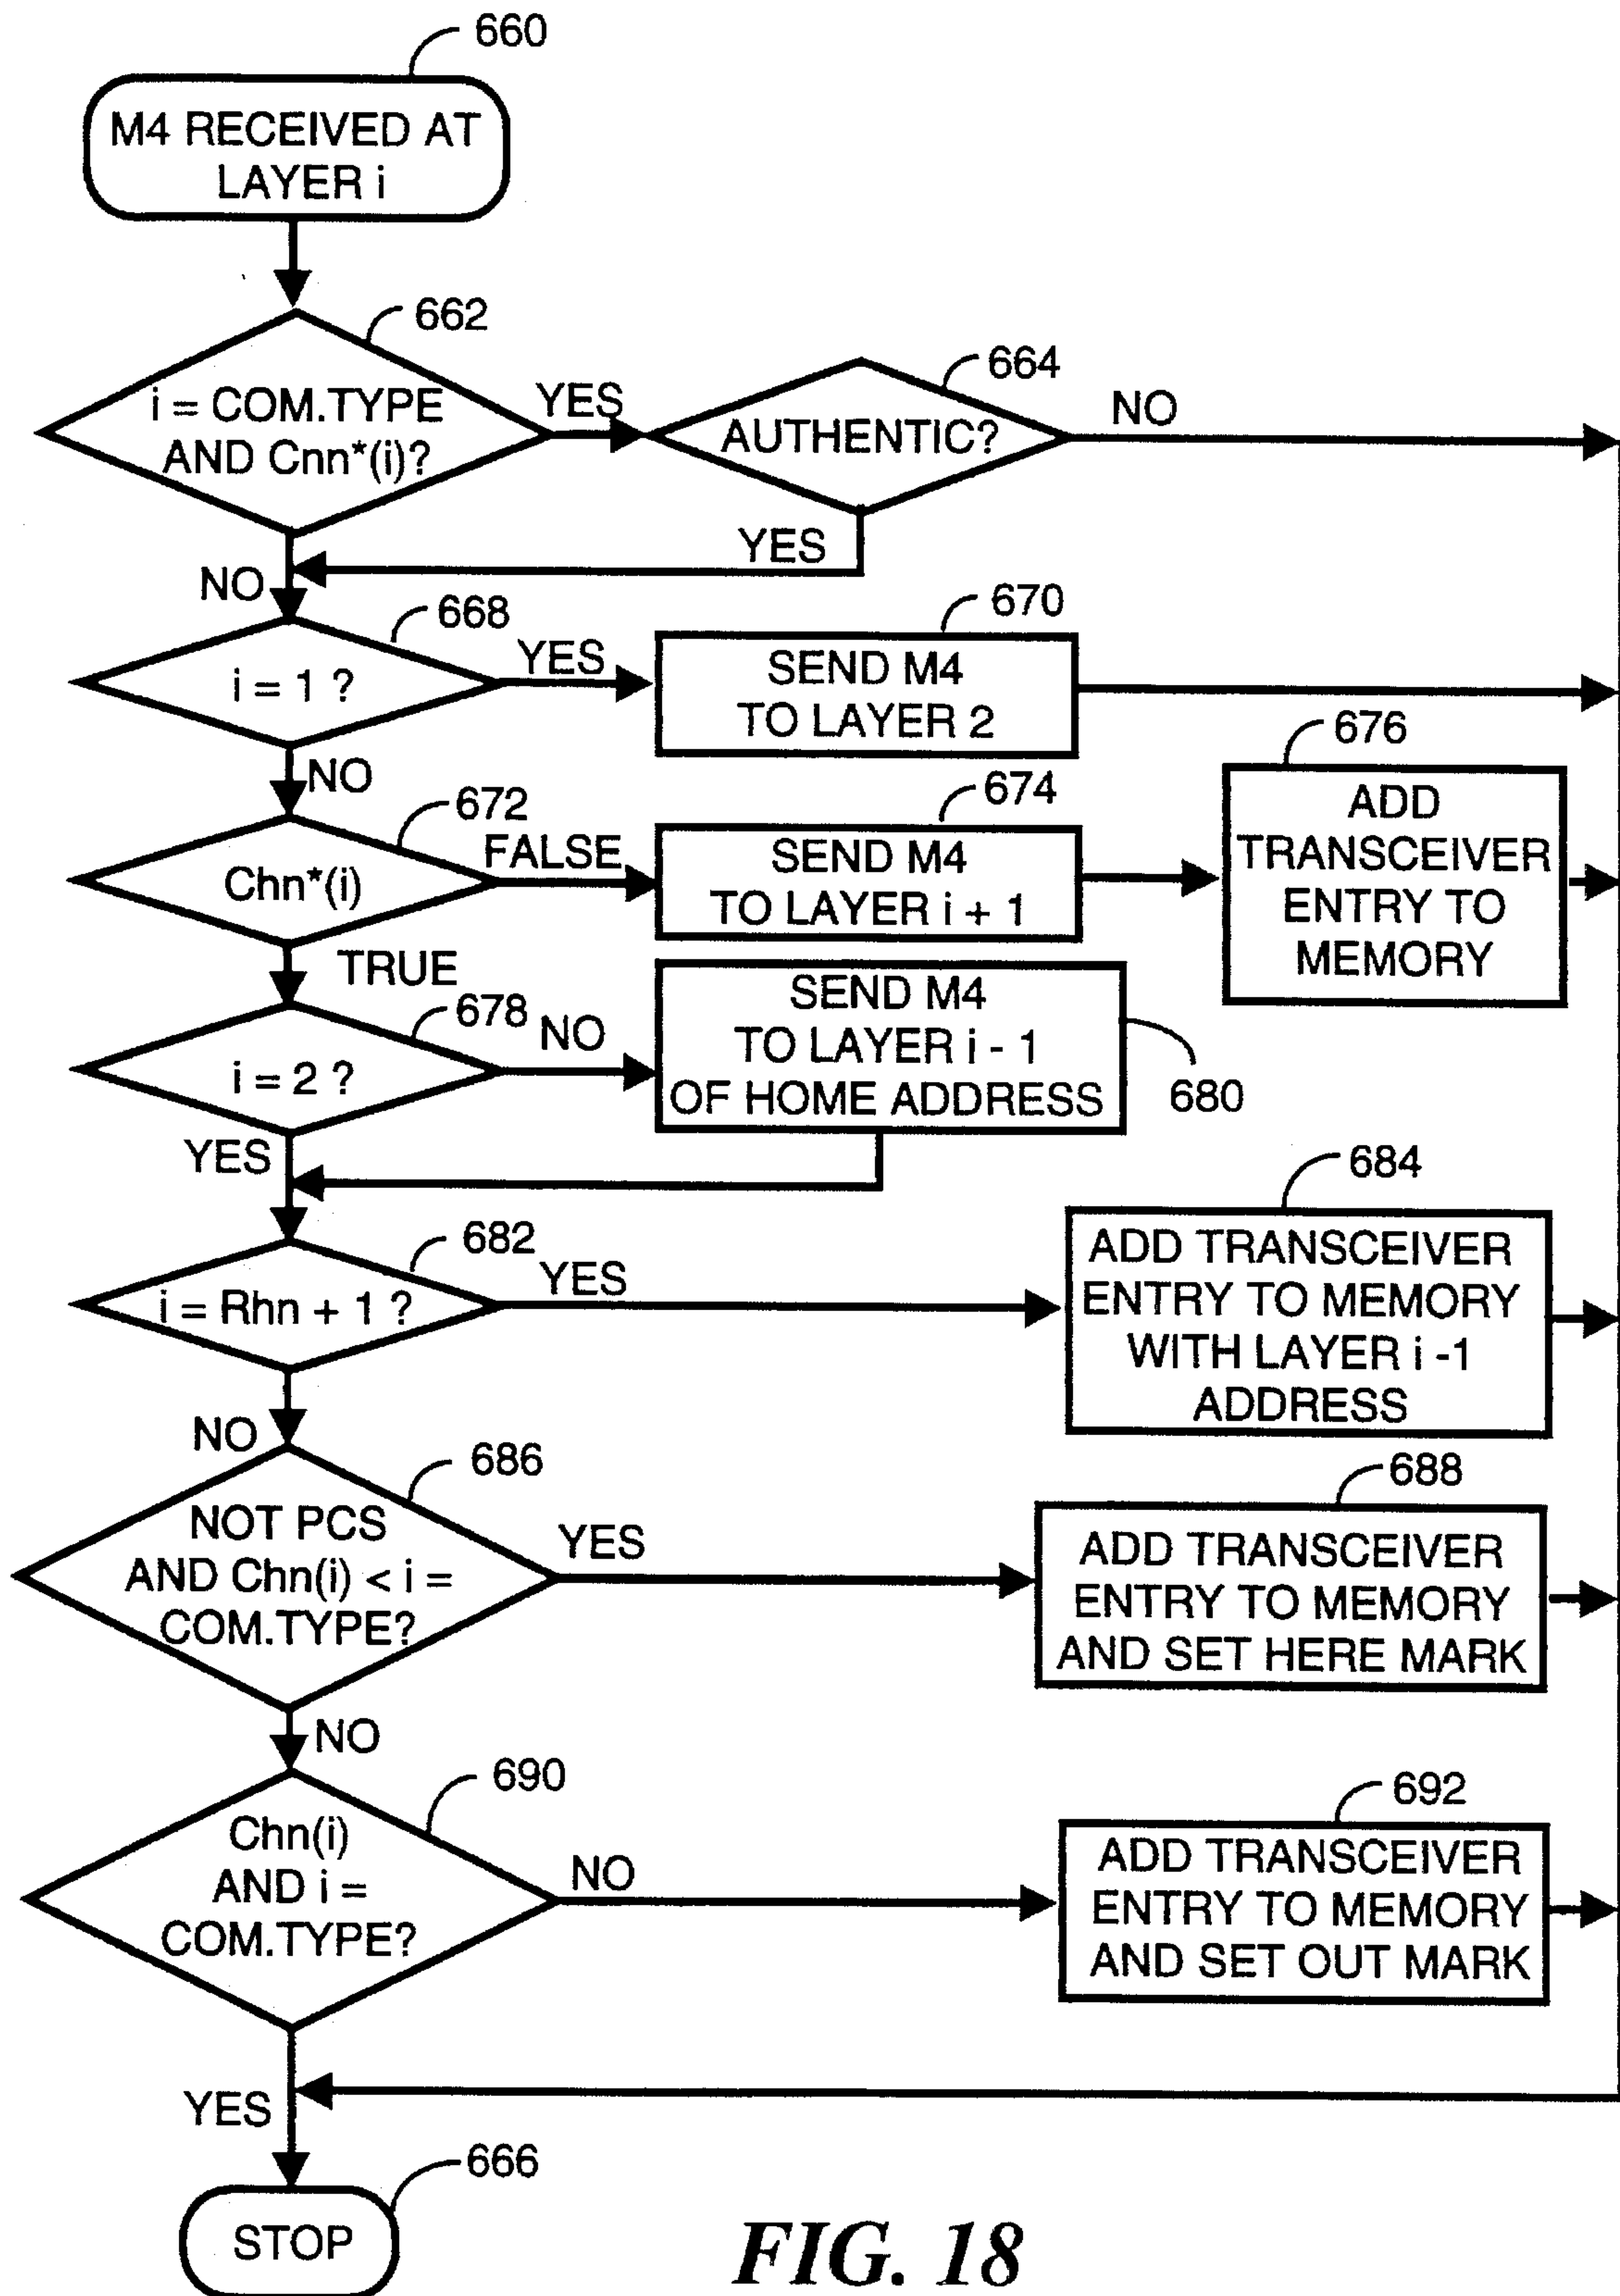 660
M4 RECEIVED AT
LAYER i
662
i = COM.TYPE
AND Cnn*(i)?
YES
664
AUTHENTIC?
NO
YES
NO
668
i = 1 ?
YES
670
SEND M4
TO LAYER 2
NO
672
Chn*(i)
FALSE
674
SEND M4
TO LAYER i + 1
676
ADD
TRANSCEIVER
ENTRY TO
MEMORY
TRUE
678
i = 2 ?
NO
SEND M4
TO LAYER i - 1
OF HOME ADDRESS
680
YES
682
i = Rhn + 1 ?
YES
684
ADD TRANSCEIVER
ENTRY TO MEMORY
WITH LAYER i -1
ADDRESS
NO
686
NOT PCS
AND Chn(i) < i =
COM.TYPE?
YES
688
ADD TRANSCEIVER
ENTRY TO MEMORY
AND SET HERE MARK
NO
690
Chn(i)
AND i =
COM.TYPE?
NO
692
ADD TRANSCEIVER
ENTRY TO MEMORY
AND SET OUT MARK
YES
666
STOP
FIG. 18